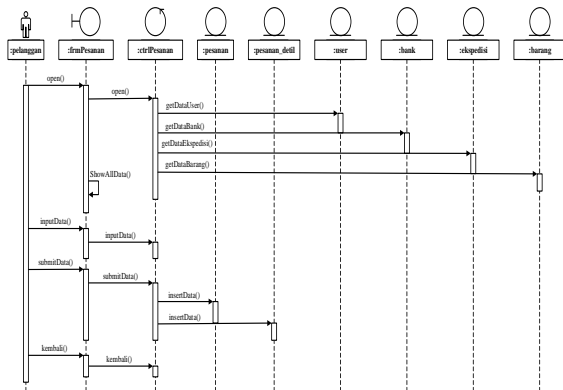 :pelanggan :frmPesanan :ctrlPesanan :pesanan :pesanan_detil :user :bank :ekspedisi :barang
open()
open()
getDataUser()
getDataBank()
getDataEkspedisi()
getDataBarang()
ShowAllData()
inputData()
inputData()
submitData()
submitData()
insertData()
insertData()
kembali()
kembali()